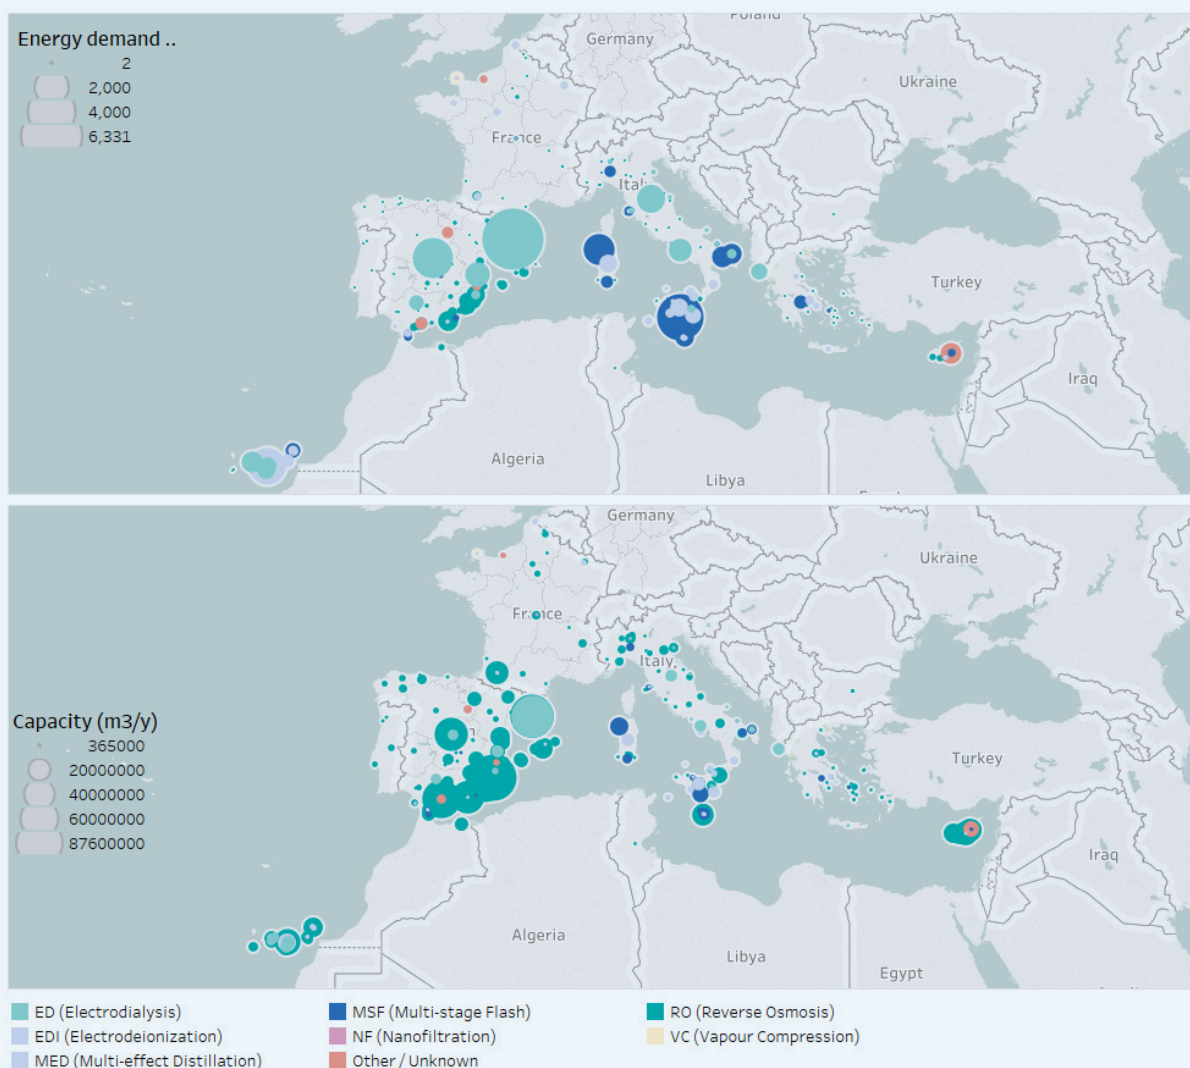 Poland
Energy demand ..
Germany
2
2,000
Ukraine
4,000
6,331
France
Turkey
Iraq
Algeria
Libya
Germany
Ukraine
France
Italy
Capacity (m3/y)
365000
Turkey
20000000
40000000
60000000
87600000
Iraq
Algeria
Libya
Egypt
ED (Electrodialysis)
MSF (Multi-stage Flash)
RO (Reverse Osmosis)
EDI (Electrodeionization)
NF (Nanofiltration)
VC (Vapour Compression)
MED (Multi-effect Distillation)
Other / Unknown